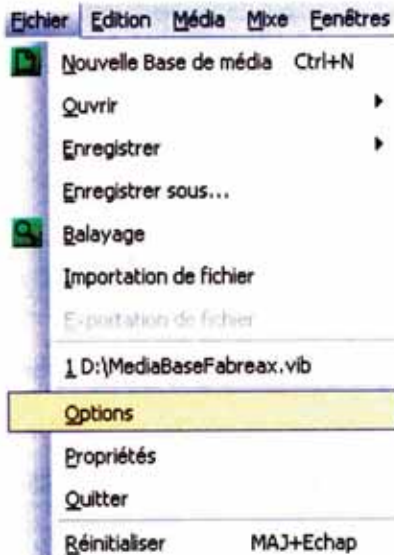 Fichier Edition Média Mixe Fenêtres
Nouvelle Base de média Ctrl+N
Ouvrir
Enregistrer
Enregistrer sous...
Balayage
Importation de fichier
E-portation de fichier
1 D:\MediaBaseFabreax.vib
Options
Propriétés
Quitter
Réinitialiser MAJ+Echap